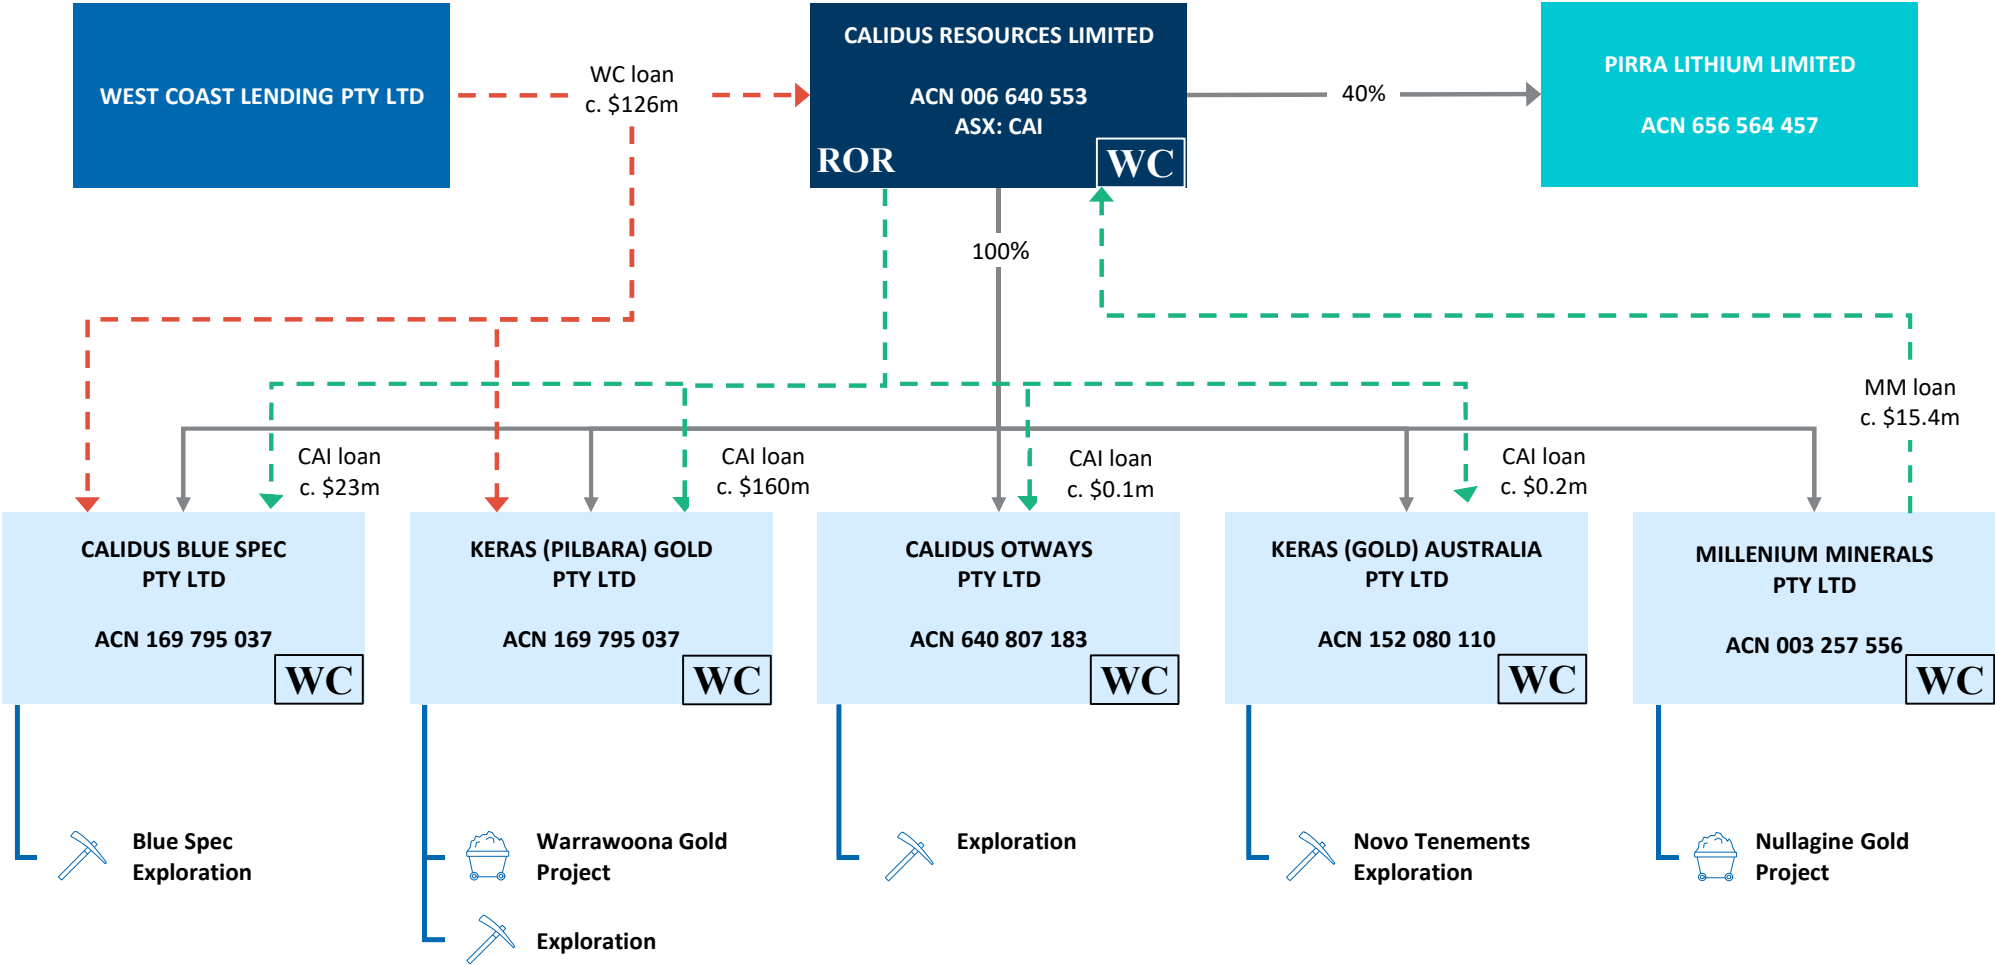 WEST COAST LENDING PTY LTD
WC loan
c. $126m
CALIDUS RESOURCES LIMITED
ACN 006 640 553
ASX: CAI
ROR
WC
40%
PIRRA LITHIUM LIMITED
ACN 656 564 457
100%
MM loan
c. $15.4m
CAI loan
c. $23m
CAI loan
c. $160m
CAI loan
c. $0.1m
CAI loan
c. $0.2m
CALIDUS BLUE SPEC
PTY LTD
ACN 169 795 037
WC
KERAS (PILBARA) GOLD
PTY LTD
ACN 169 795 037
WC
CALIDUS OTWAYS
PTY LTD
ACN 640 807 183
WC
KERAS (GOLD) AUSTRALIA
PTY LTD
ACN 152 080 110
WC
MILLENIUM MINERALS
PTY LTD
ACN 003 257 556
WC
Blue Spec
Exploration
Warrawoona Gold
Project
Exploration
Exploration
Novo Tenements
Exploration
Nullagine Gold
Project